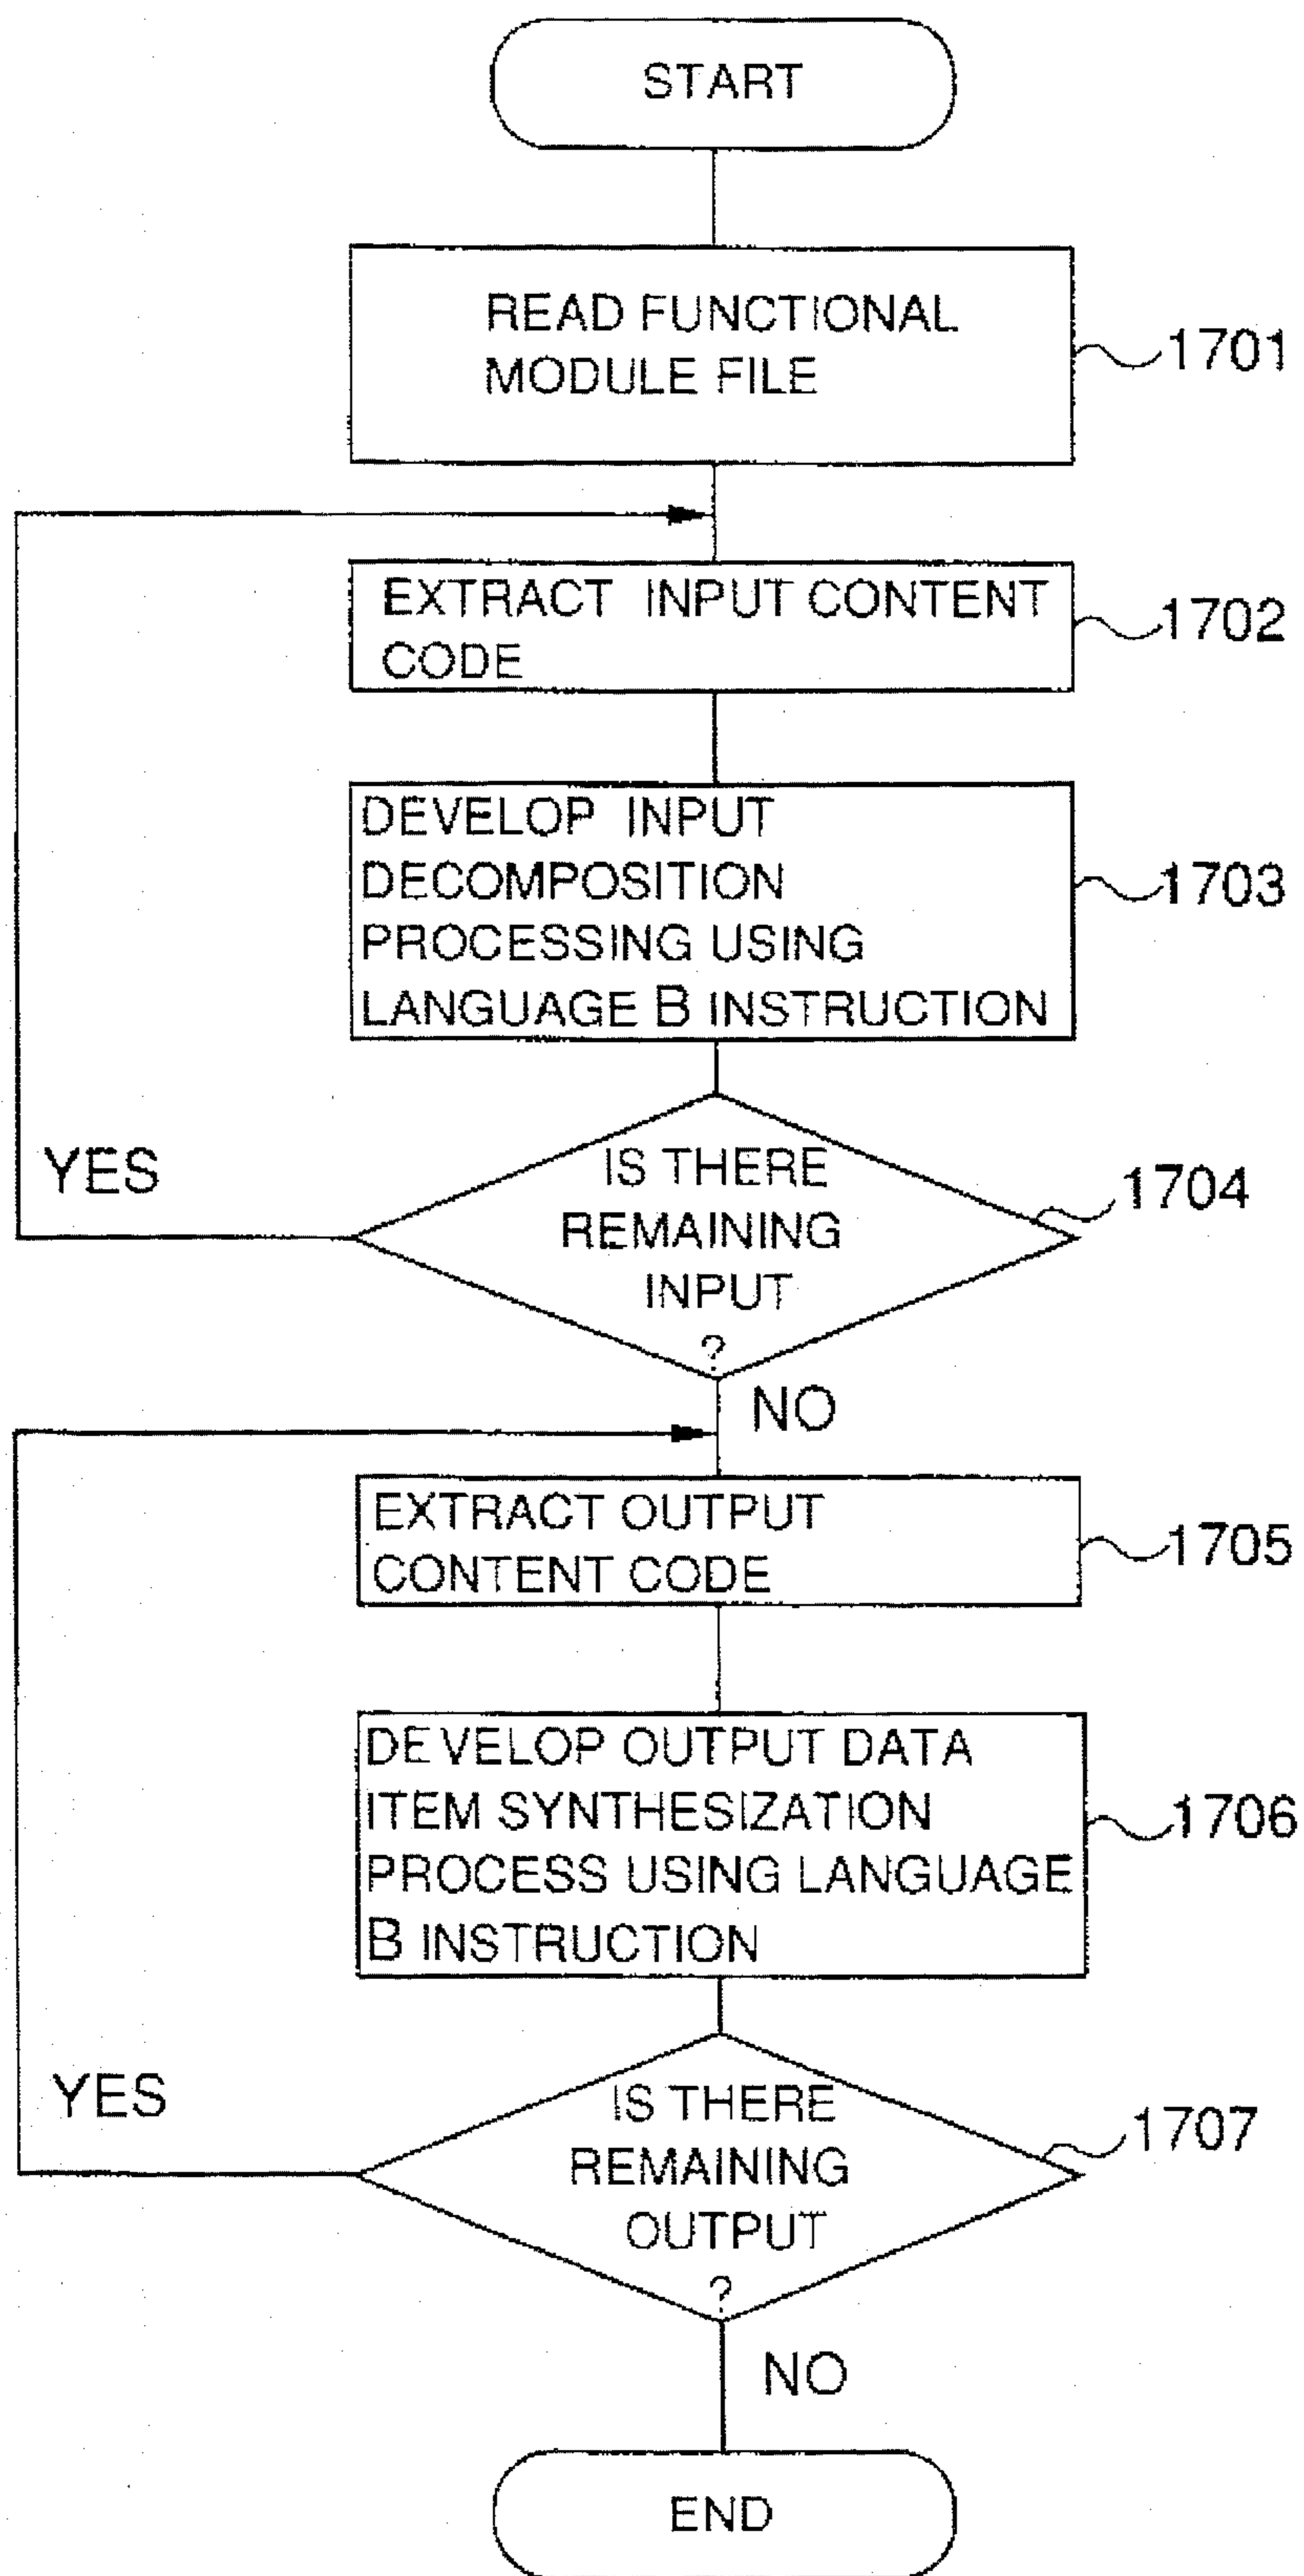 START
READ FUNCTIONAL
MODULE FILE
1701
EXTRACT INPUT CONTENT
CODE
1702
DEVELOP INPUT
DECOMPOSITION
PROCESSING USING
LANGUAGE B INSTRUCTION
1703
IS THERE
REMAINING
INPUT
?
1704
YES
NO
EXTRACT OUTPUT
CONTENT CODE
1705
DEVELOP OUTPUT DATA
ITEM SYNTHESIZATION
PROCESS USING LANGUAGE
B INSTRUCTION
1706
IS THERE
REMAINING
OUTPUT
?
1707
YES
NO
END